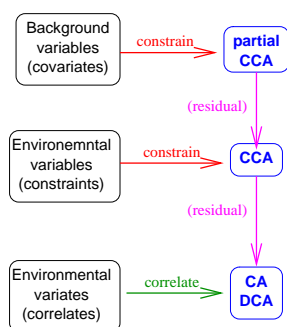 Background
variables
(covariates)
constrain
partial
CCA
(residual)
Environemntal
variables
(constraints)
constrain
CCA
(residual)
Environmental
variates
(correlates)
correlate
CA
DCA